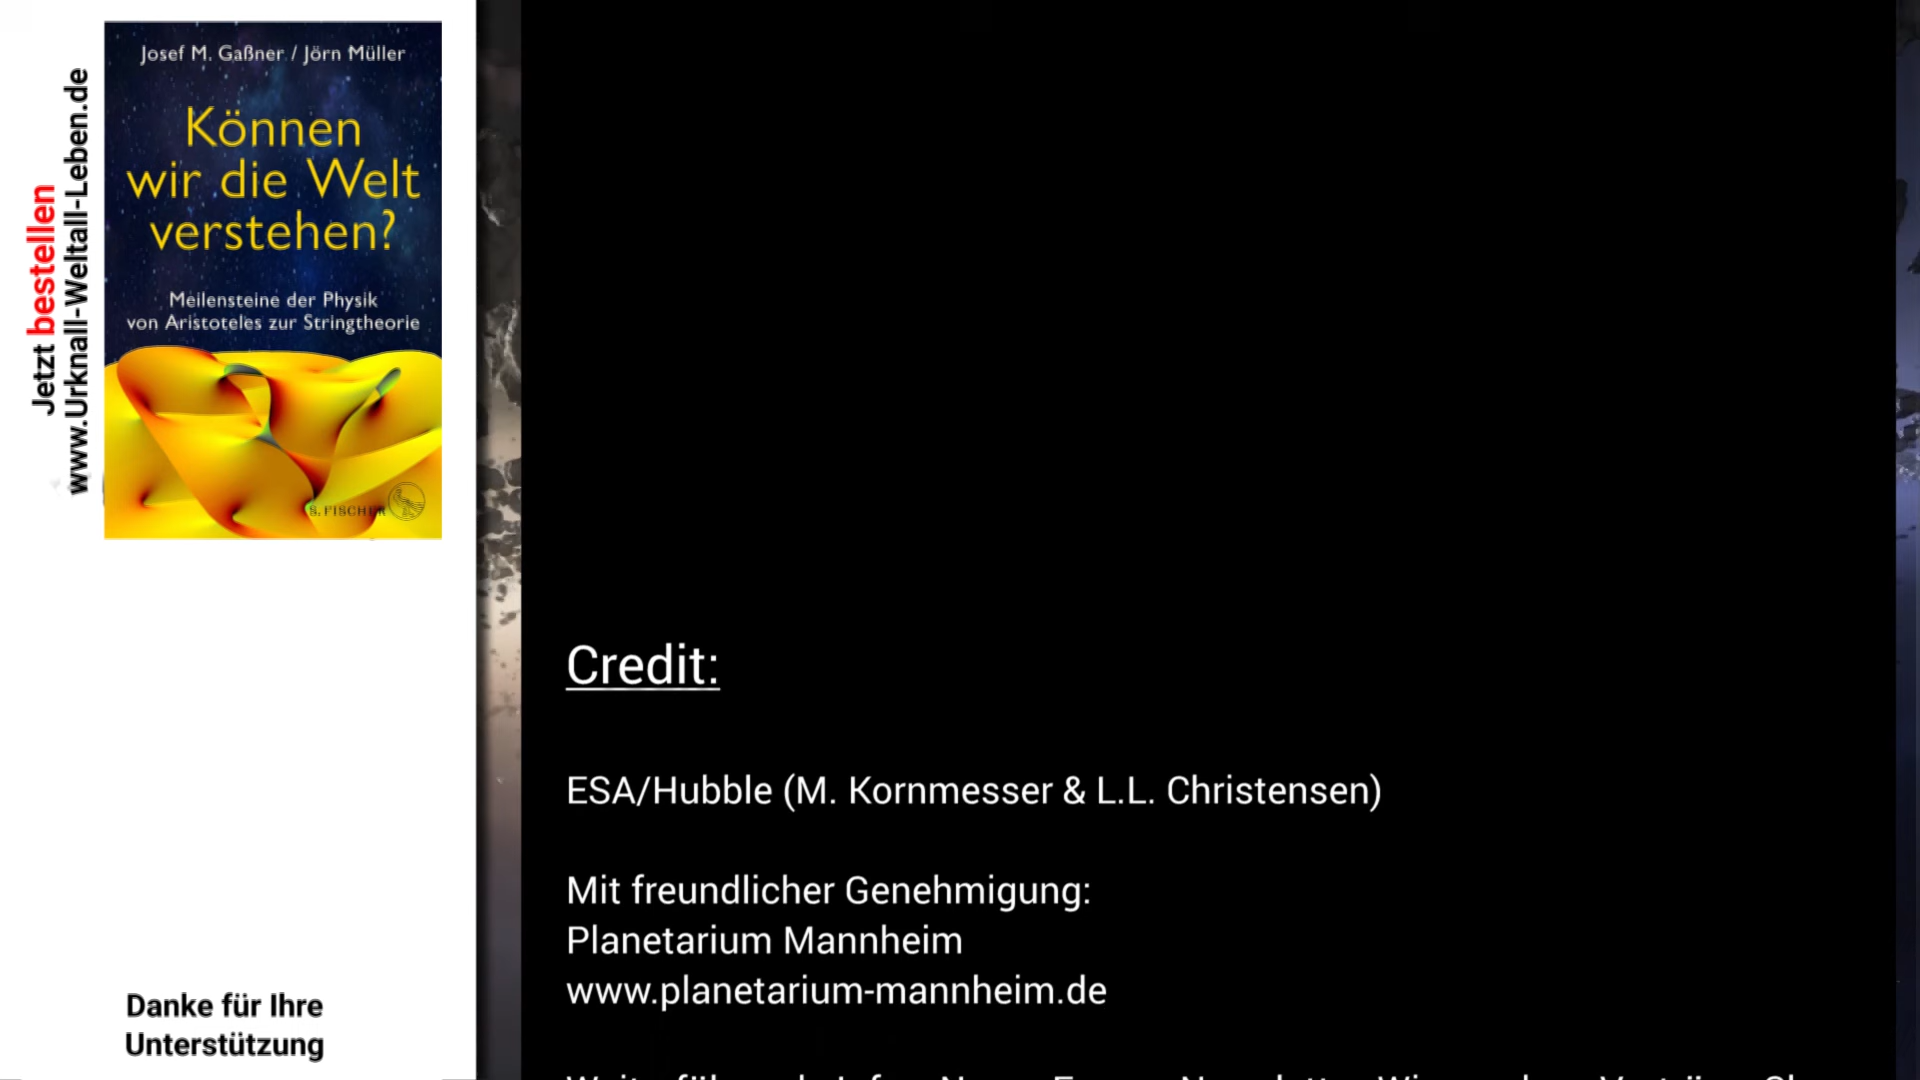 Jetzt bestellen
www.Urknall-Weltall-Leben.de
Josef M. Gaßner / Jörn Müller
Können
wir die Welt
verstehen?
Meilensteine der Physik
von Aristoteles zur Stringtheorie
S. FISCHER
Danke für Ihre
Unterstützung
Credit:
ESA/Hubble (M. Kornmesser & L.L. Christensen)
Mit freundlicher Genehmigung:
Planetarium Mannheim
www.planetarium-mannheim.de